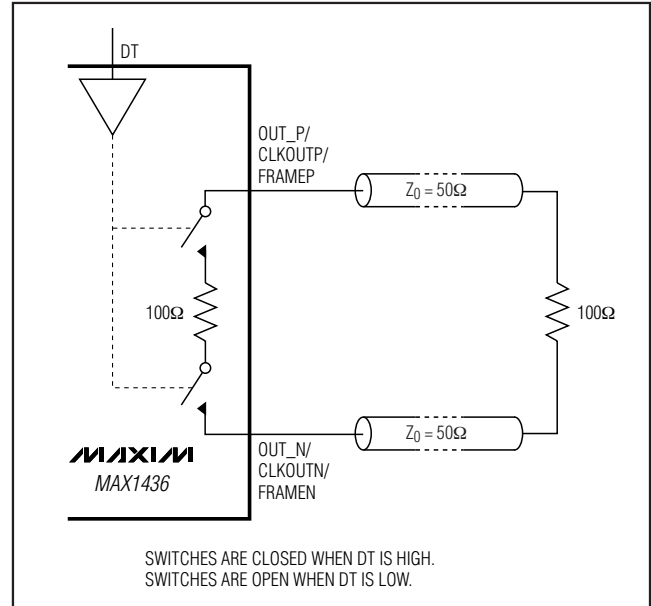 DT
OUT_P/
CLKOUTP/
FRAMEP
Z0 = 50Ω
100Ω
100Ω
Z0 = 50Ω
MAXIM
MAX1436
OUT_N/
CLKOUTN/
FRAMEN
SWITCHES ARE CLOSED WHEN DT IS HIGH.
SWITCHES ARE OPEN WHEN DT IS LOW.